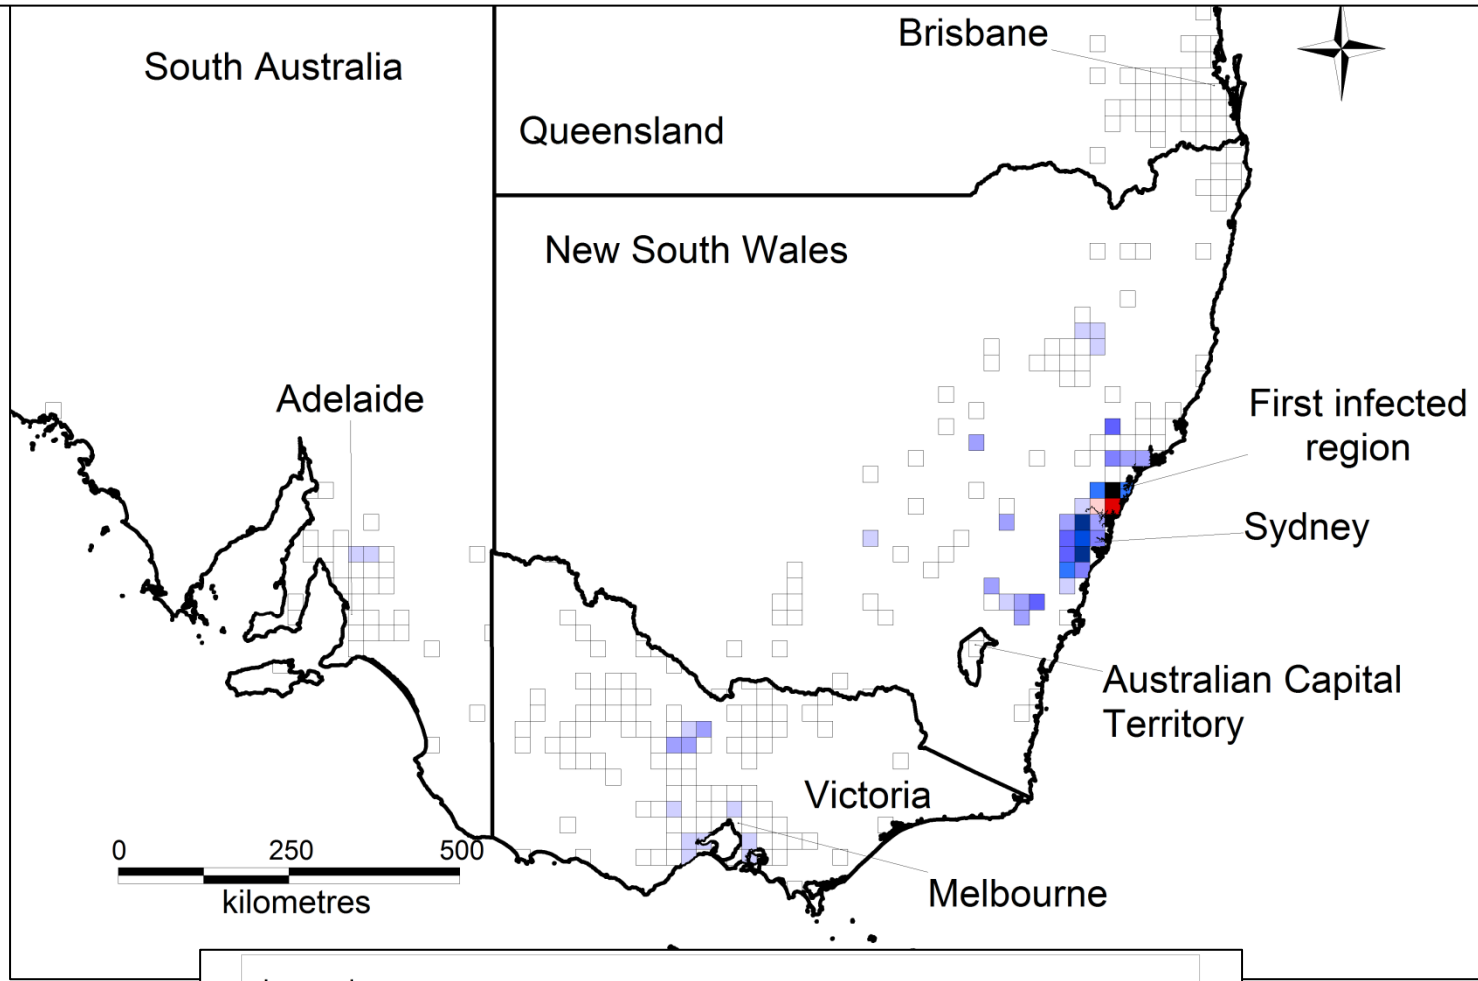 Brisbane
South Australia
Queensland
New South Wales
Adelaide
First infected
region
Sydney
Australian Capital
Territory
Victoria
0 250 500
kilometres
Melbourne